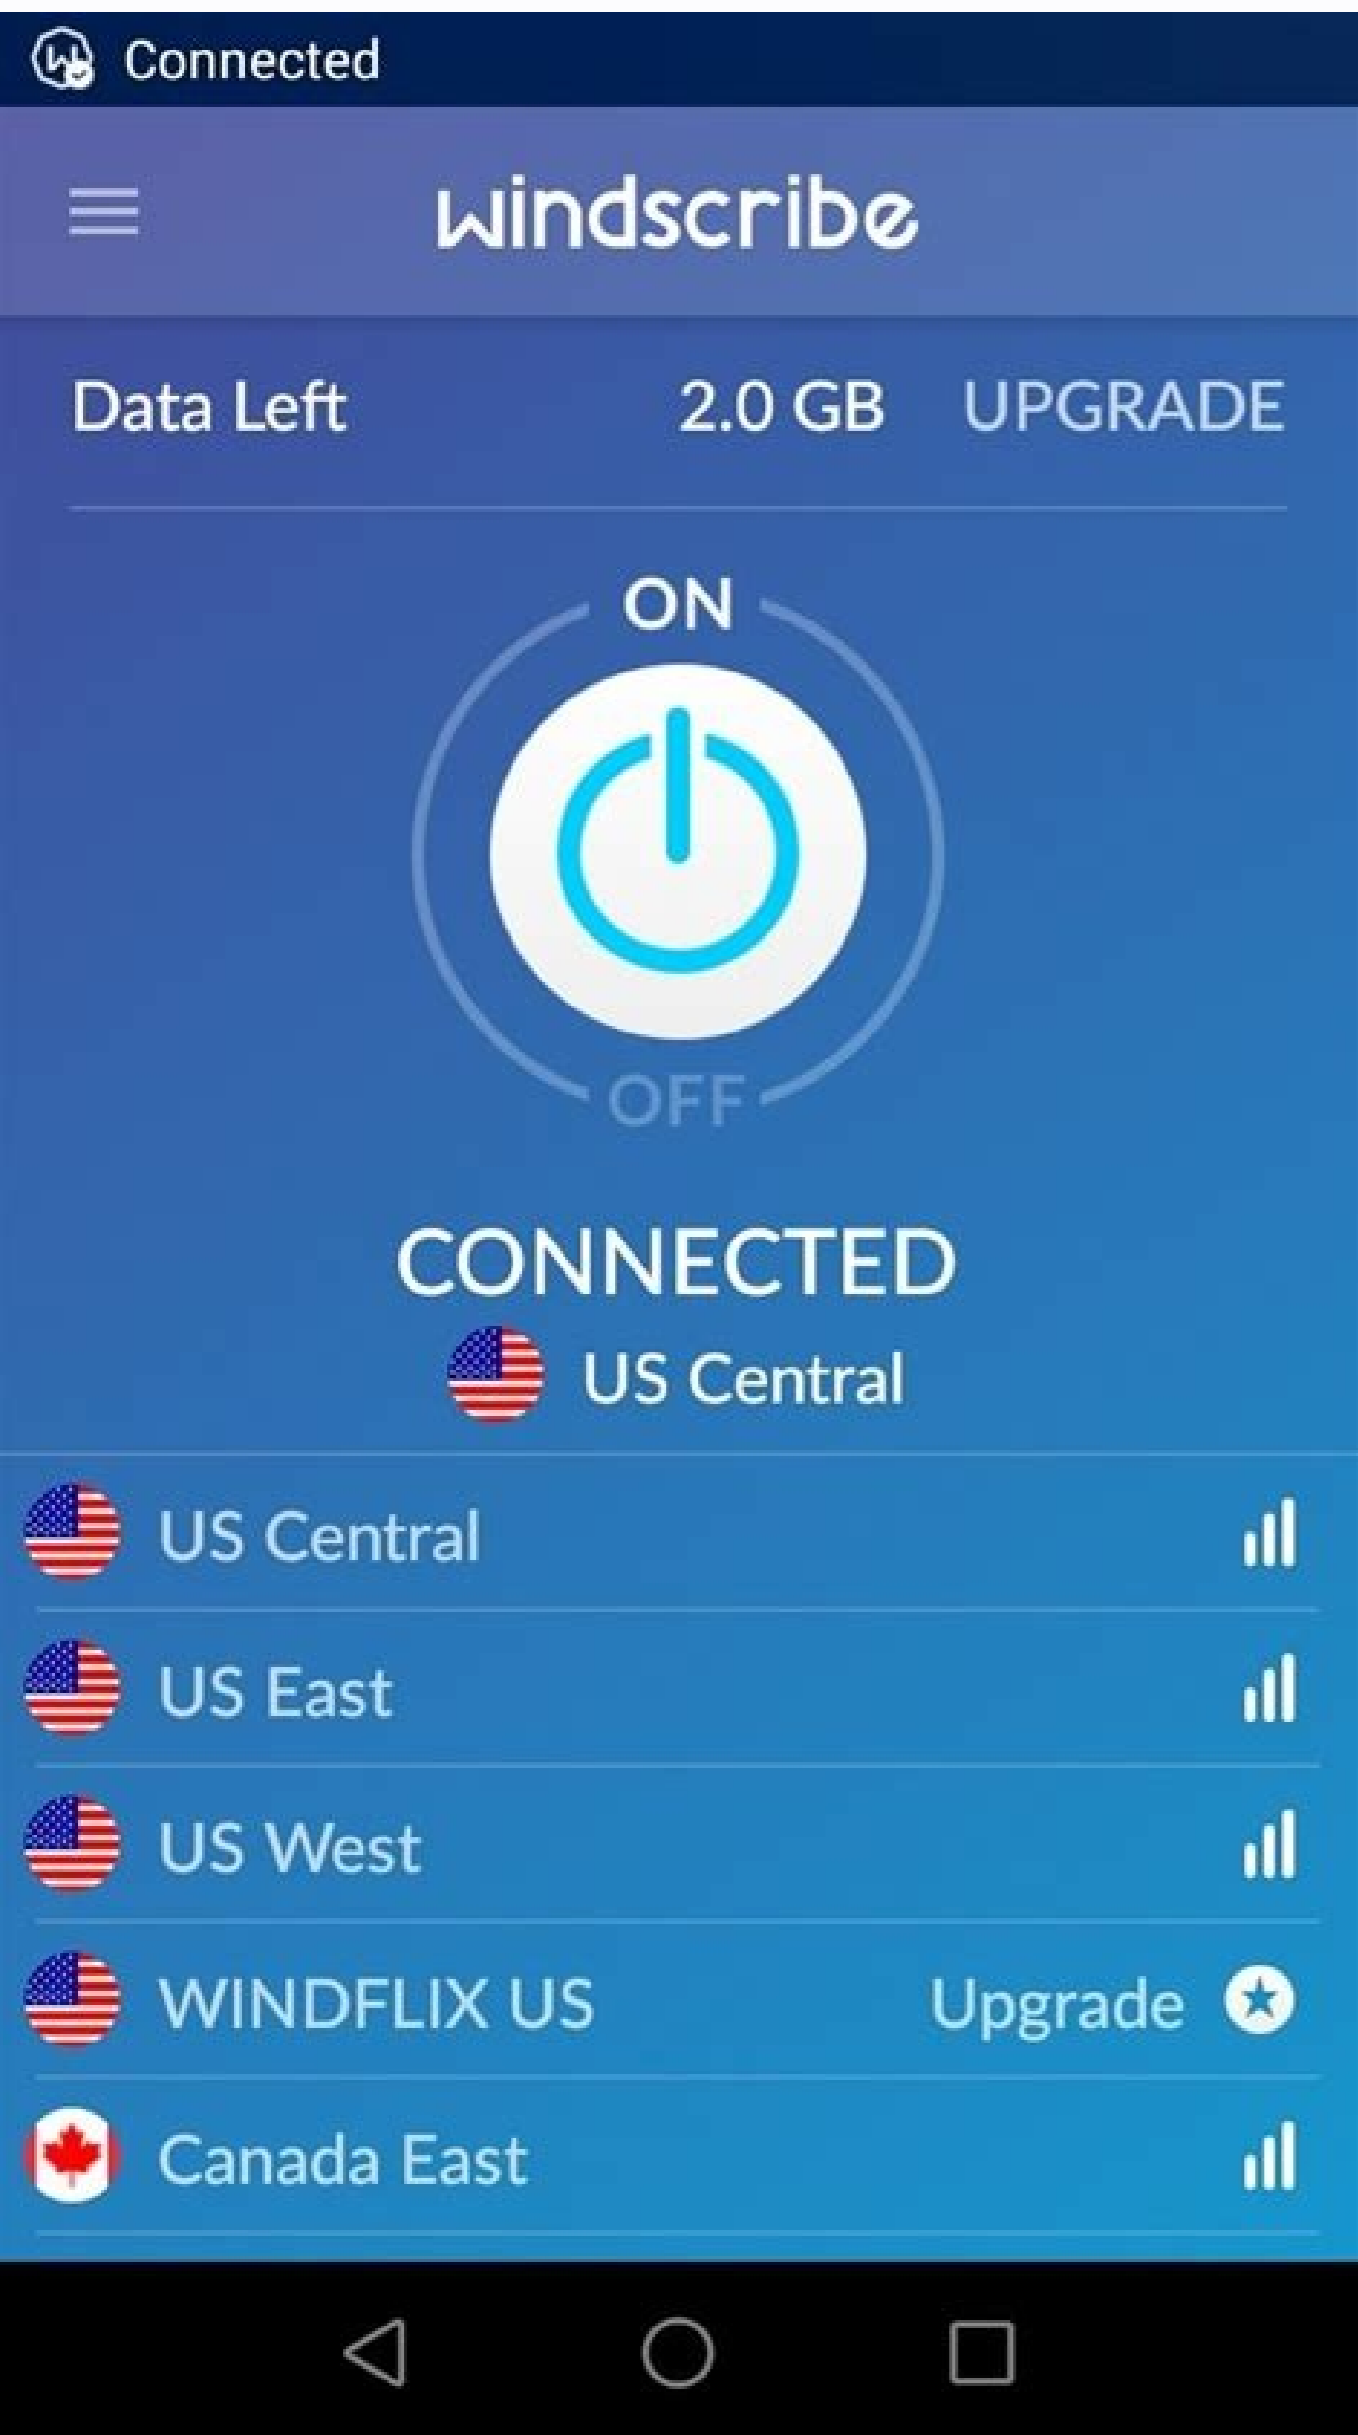 Connected
windscribe
Data Left 2.0 GB UPGRADE
ON
OFF
CONNECTED
US Central
US Central
US East
US West
WINDFLIX US Upgrade
Canada East